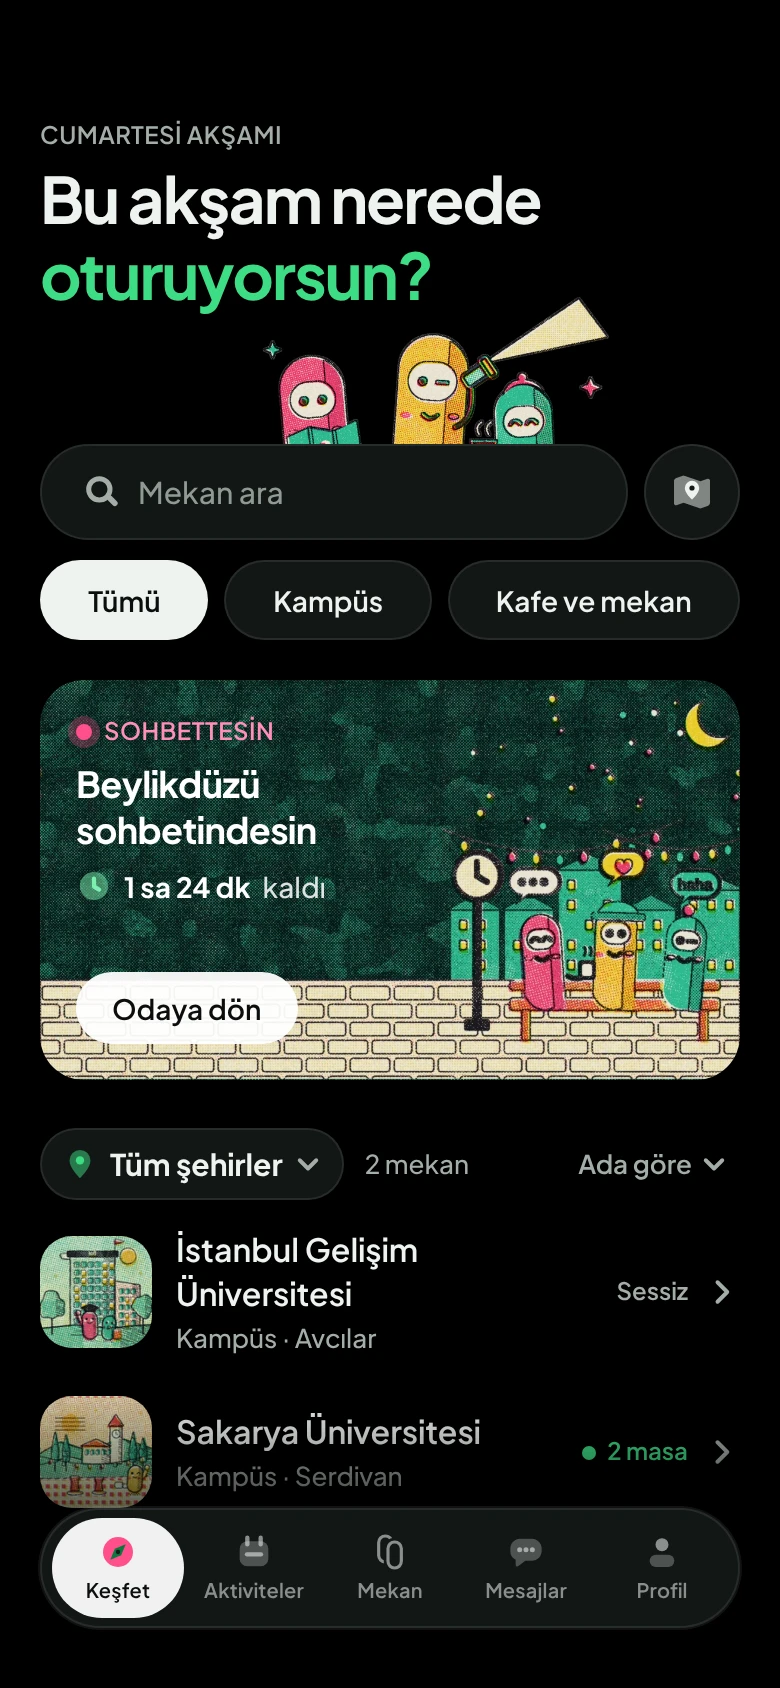 CUMARTESİ AKŞAMI
Bu akşam nerede
oturuyorsun?
Mekan ara
Tümü
Kampüs
Kafe ve mekan
SOHBETTESİN
Beylikdüzü
sohbetindesin
1 sa 24 dk kaldı
haha
Odaya dön
Tüm şehirler
2 mekan
Ada göre
İstanbul Gelişim
Üniversitesi
Kampüs · Avcılar
Sessiz
Sakarya Üniversitesi
Kampüs · Serdivan
2 masa
Keşfet
Aktiviteler
Mekan
Mesajlar
Profil